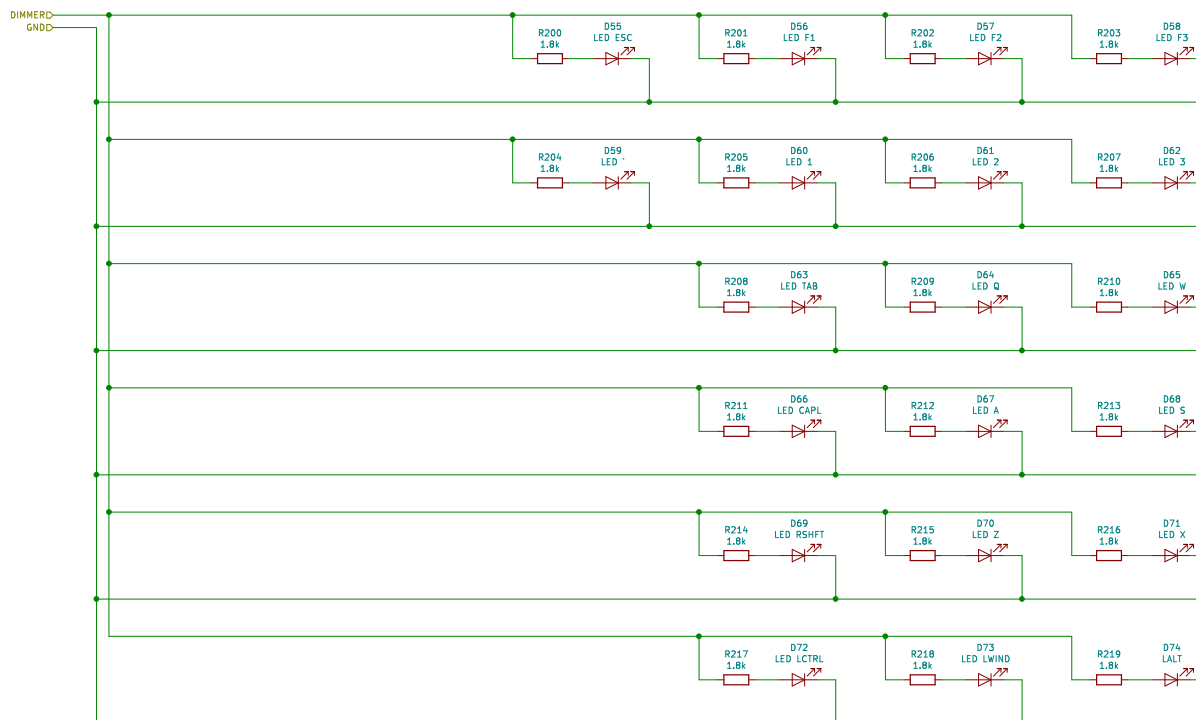 DIMMER
GND
R200
1.8k
D55
LED ESC
R201
1.8k
D56
LED F1
R202
1.8k
D57
LED F2
R203
1.8k
D58
LED F3
R204
1.8k
D59
LED `
R205
1.8k
D60
LED 1
R206
1.8k
D61
LED 2
R207
1.8k
D62
LED 3
R208
1.8k
D63
LED TAB
R209
1.8k
D64
LED Q
R210
1.8k
D65
LED W
R211
1.8k
D66
LED CAPL
R212
1.8k
D67
LED A
R213
1.8k
D68
LED S
R214
1.8k
D69
LED RSHFT
R215
1.8k
D70
LED Z
R216
1.8k
D71
LED X
R217
1.8k
D72
LED LCTRL
R218
1.8k
D73
LED LWIND
R219
1.8k
D74
LALT